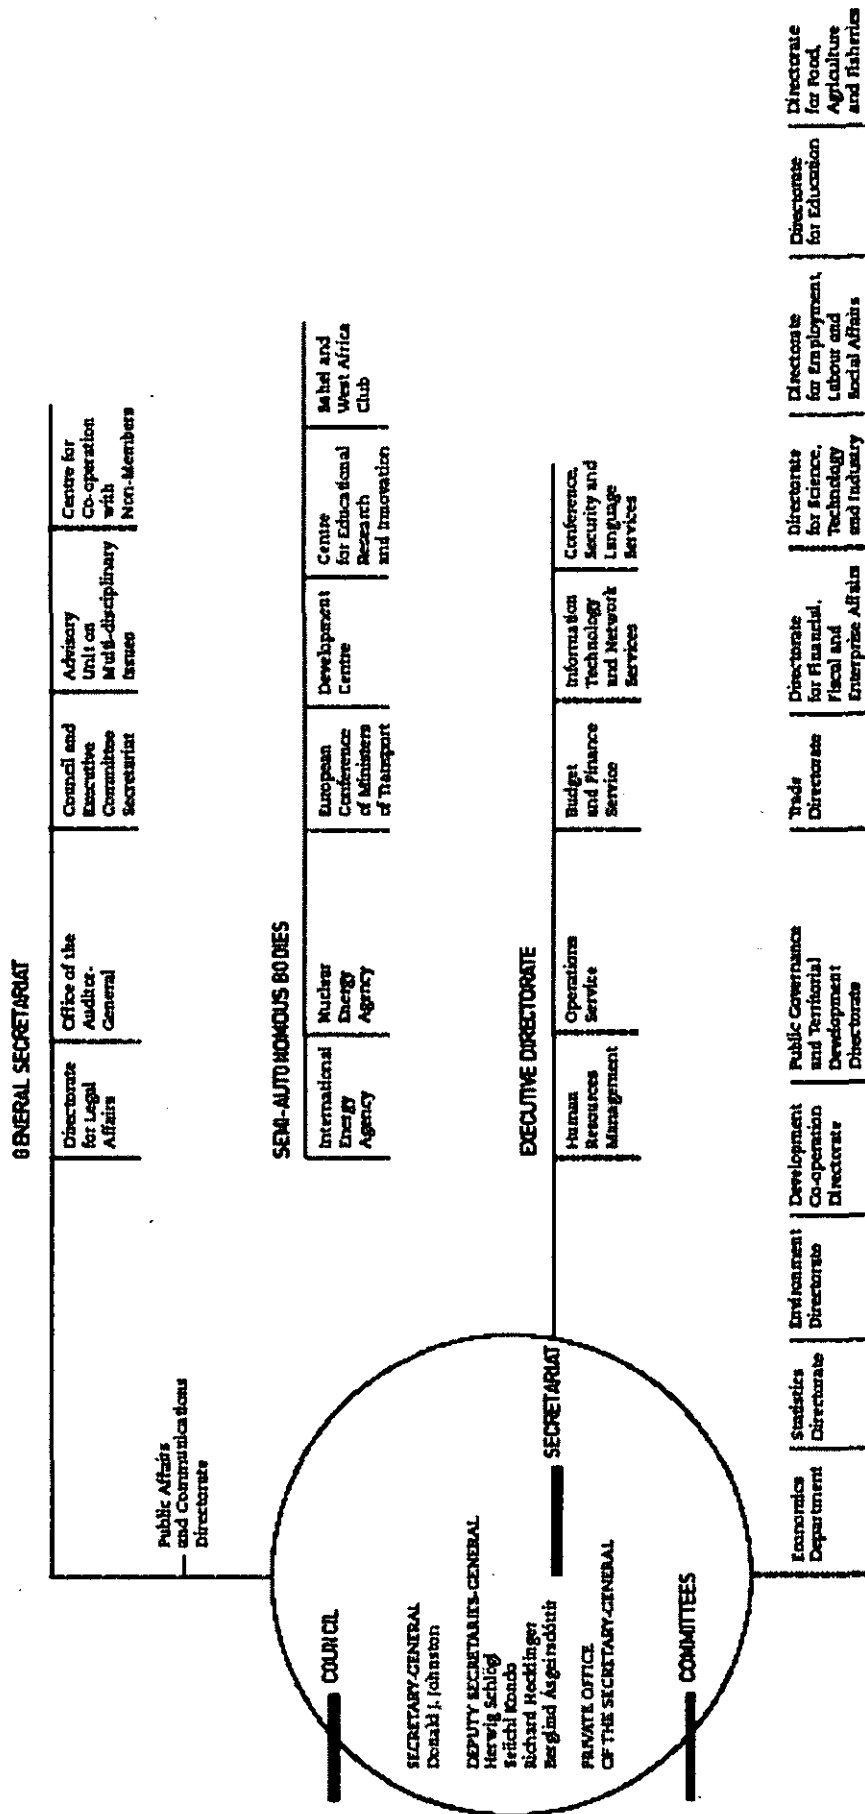 GENERAL SECRETARIAT
Directorate
for Legal
Affairs
Office of the
Auditor-
General
Council and
Executive
Committee
Secretariat
Advisory
Unit on
Multi-disciplinary
Issues
Centre for
Co-operation
with
Non-Members
Public Affairs
and Communications
Directorate
SEMI-AUTONOMOUS BODIES
International
Energy
Agency
Nuclear
Energy
Agency
European
Conference
of Ministers
of Transport
Development
Centre
Centre
for Educational
Research
and Innovation
Sahel and
West Africa
Club
COUNCIL
SECRETARY-GENERAL
Donald J. Johnston
DEPUTY SECRETARIES-GENERAL
Herwig Schlögl
Seiichi Kondo
Richard Hecklinger
Berglind Ásgeirsdóttir
PRIVATE OFFICE
OF THE SECRETARY-GENERAL
SECRETARIAT
COMMITTEES
EXECUTIVE DIRECTORATE
Human
Resources
Management
Operations
Service
Budget
and Finance
Service
Information
Technology
and Network
Services
Conference,
Security and
Language
Services
Economics
Department
Statistics
Directorate
Environment
Directorate
Development
Co-operation
Directorate
Public Governance
and Territorial
Development
Directorate
Trade
Directorate
Directorate
for Financial,
Fiscal and
Enterprise Affairs
Directorate
for Science,
Technology
and Industry
Directorate
for Employment,
Labour and
Social Affairs
Directorate
for Education
Directorate
for Food,
Agriculture
and Fisheries